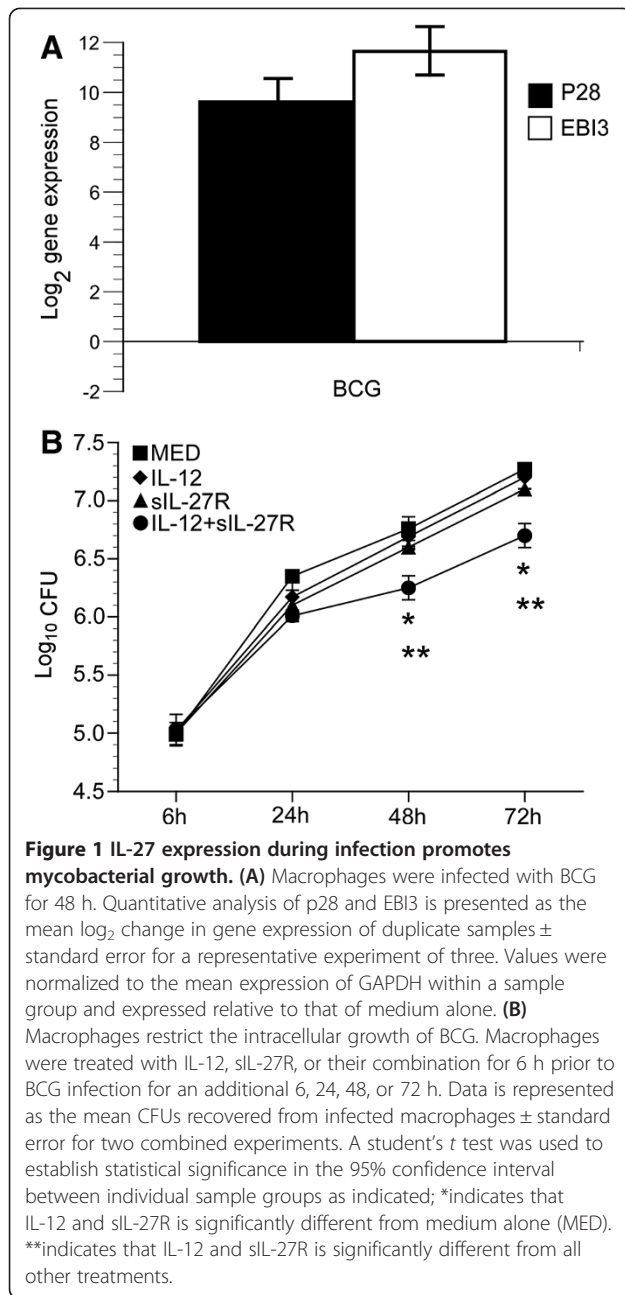 A
12
10
8
6
4
2
0
-2
Log2 gene expression
P28
EBI3
BCG
B
7.5
7.0
6.5
6.0
5.5
5.0
4.5
Log10 CFU
MED
IL-12
sIL-27R
IL-12+sIL-27R
*
**
*
**
6h 24h 48h 72h
Figure 1 IL-27 expression during infection promotes
mycobacterial growth. (A) Macrophages were infected with BCG
for 48 h. Quantitative analysis of p28 and EBI3 is presented as the
mean log2 change in gene expression of duplicate samples ±
standard error for a representative experiment of three. Values were
normalized to the mean expression of GAPDH within a sample
group and expressed relative to that of medium alone. (B)
Macrophages restrict the intracellular growth of BCG. Macrophages
were treated with IL-12, sIL-27R, or their combination for 6 h prior to
BCG infection for an additional 6, 24, 48, or 72 h. Data is represented
as the mean CFUs recovered from infected macrophages ± standard
error for two combined experiments. A student's t test was used to
establish statistical significance in the 95% confidence interval
between individual sample groups as indicated; *indicates that
IL-12 and sIL-27R is significantly different from medium alone (MED).
**indicates that IL-12 and sIL-27R is significantly different from all
other treatments.